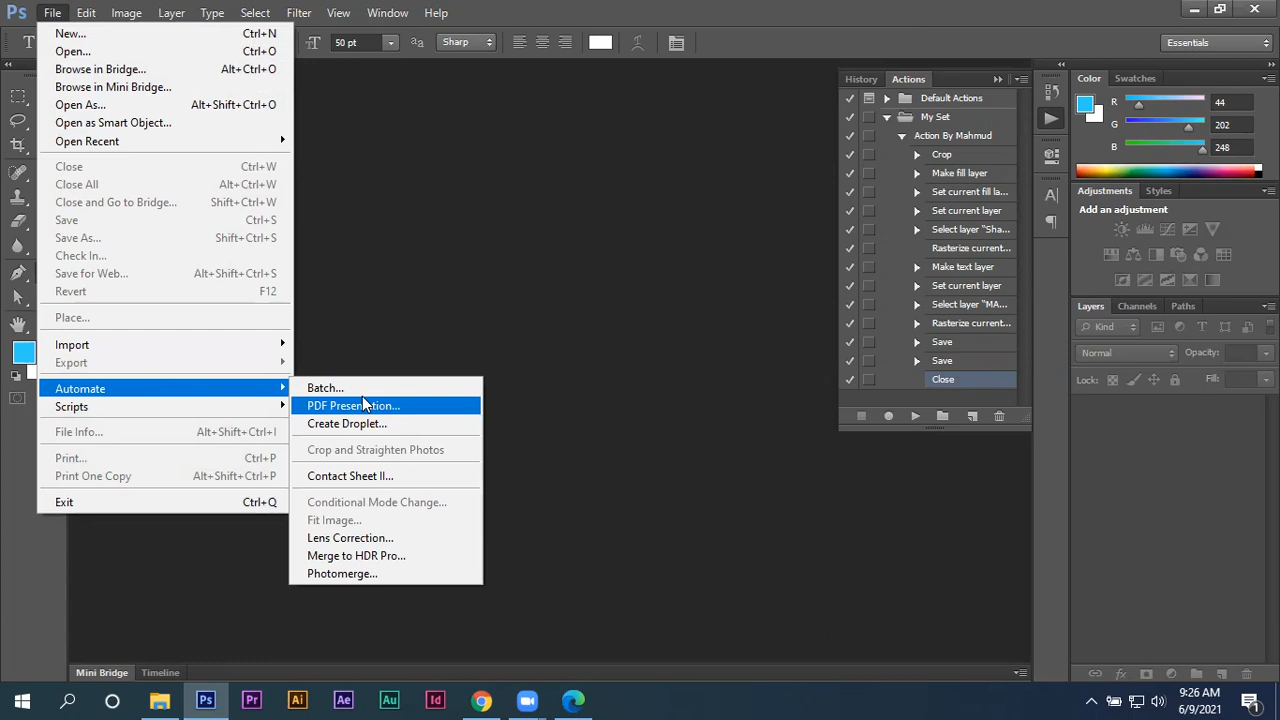 Ps File Edit Image Layer Type Select Filter View Window Help
T 50 pt aa Sharp Essentials
New... Ctrl+N
Open... Ctrl+O
Browse in Bridge... Alt+Ctrl+O
Browse in Mini Bridge...
Open As... Alt+Shift+Ctrl+O
Open as Smart Object...
Open Recent
Close Ctrl+W
Close All Alt+Ctrl+W
Close and Go to Bridge... Shift+Ctrl+W
Save Ctrl+S
Save As... Shift+Ctrl+S
Check In...
Save for Web... Alt+Shift+Ctrl+S
Revert F12
Place...
Import
Export
Automate
Scripts
File Info... Alt+Shift+Ctrl+I
Print... Ctrl+P
Print One Copy Alt+Shift+Ctrl+P
Exit Ctrl+Q
Batch...
PDF Presentation...
Create Droplet...
Crop and Straighten Photos
Contact Sheet II...
Conditional Mode Change...
Fit Image...
Lens Correction...
Merge to HDR Pro...
Photomerge...
History Actions
Default Actions
My Set
Action By Mahmud
Crop
Make fill layer
Set current fill la...
Set current layer
Select layer "Sha...
Rasterize current...
Make text layer
Set current layer
Select layer "MA...
Rasterize current...
Save
Save
Close
Color Swatches
R 44
G 202
B 248
Adjustments Styles
Add an adjustment
Layers Channels Paths
Kind
Normal Opacity:
Lock: Fill:
Mini Bridge Timeline
Ps Pr Ai Ae Au Id
9:26 AM
6/9/2021
1